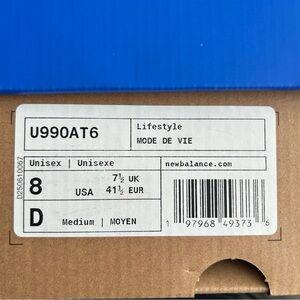 U990AT6
Lifestyle
MODE DE VIE
Unisex | Unisexe
newbalance.com
8 USA
7½ UK
41½ EUR
D Medium | MOYEN
1 97968 49373 6
D250610067